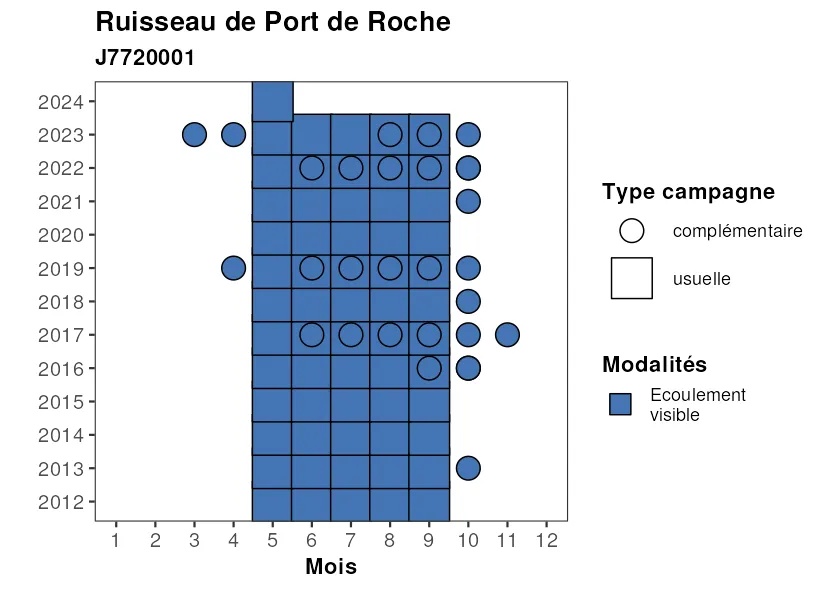 Ruisseau de Port de Roche
J7720001
2024
2023
2022
2021
2020
2019
2018
2017
2016
2015
2014
2013
2012
1 2 3 4 5 6 7 8 9 10 11 12
Mois
Type campagne
complémentaire
usuelle
Modalités
Ecoulement
visible